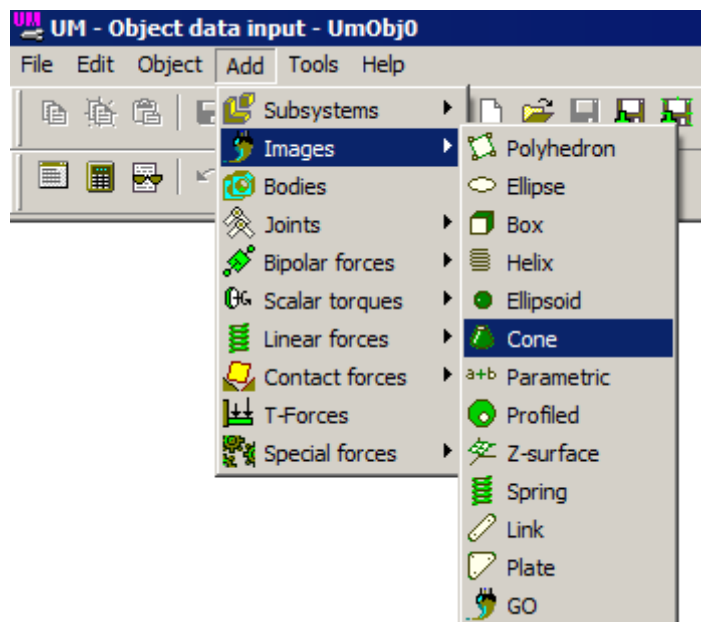 UM - Object data input - UmObj0
File Edit Object Add Tools Help
Subsystems
Images
Bodies
Joints
Bipolar forces
Scalar torques
Linear forces
Contact forces
T-Forces
Special forces
Polyhedron
Ellipse
Box
Helix
Ellipsoid
Cone
a+b Parametric
Profiled
Z-surface
Spring
Link
Plate
GO